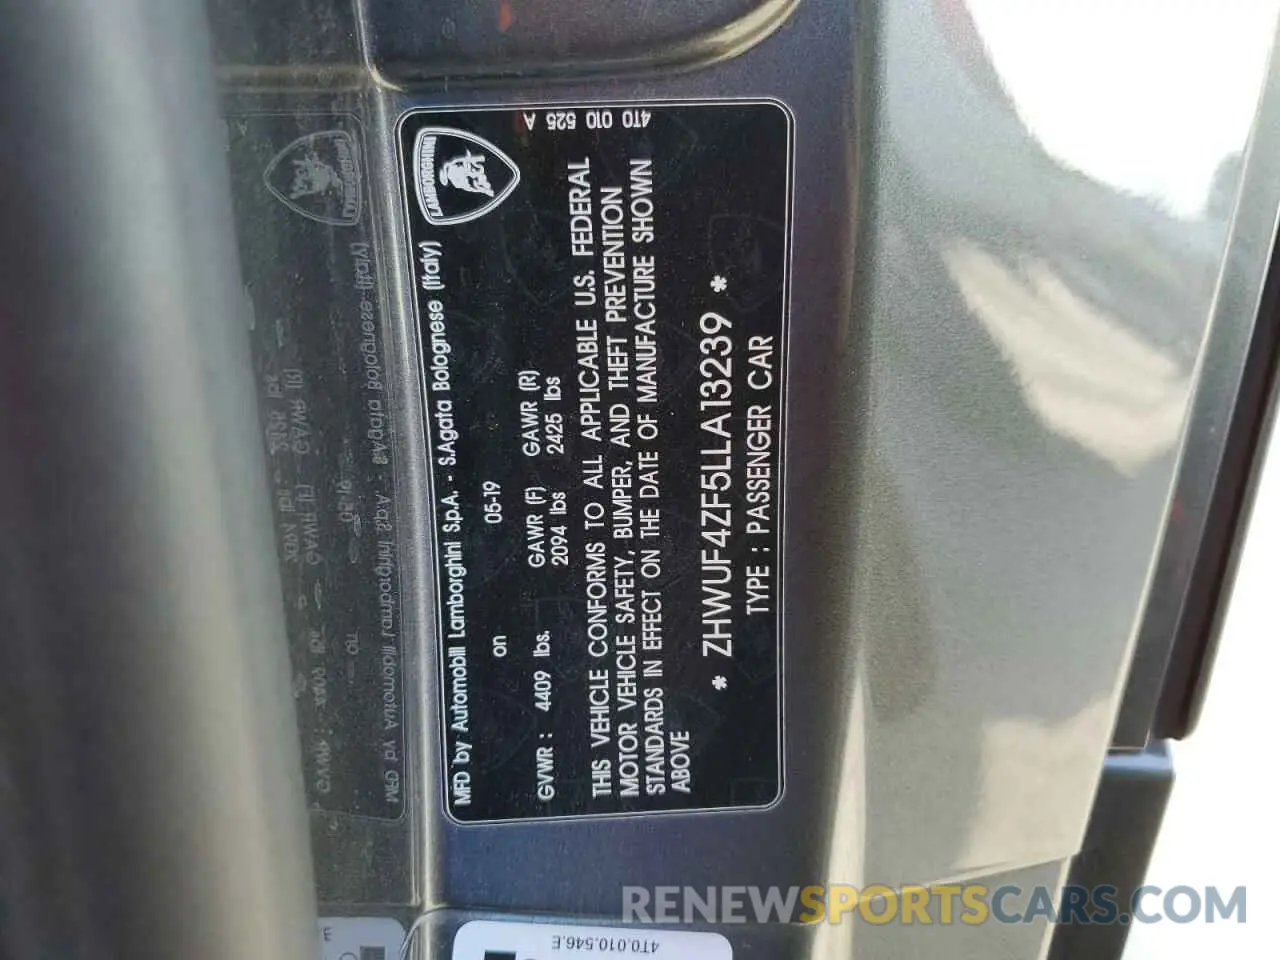 4T0 010 525 A
LAMBORGHINI
MFD by Automobili Lamborghini S.p.A. - S.Agata Bolognese (Italy)
on 05-19
GVWR : 4409 lbs. GAWR (F) GAWR (R)
2094 lbs 2425 lbs
THIS VEHICLE CONFORMS TO ALL APPLICABLE U.S. FEDERAL
MOTOR VEHICLE SAFETY, BUMPER, AND THEFT PREVENTION
STANDARDS IN EFFECT ON THE DATE OF MANUFACTURE SHOWN
ABOVE
* ZHWUF4ZF5LLA13239 *
TYPE : PASSENGER CAR
4T0.010.546.E
RENEWSPORTSCARS.COM